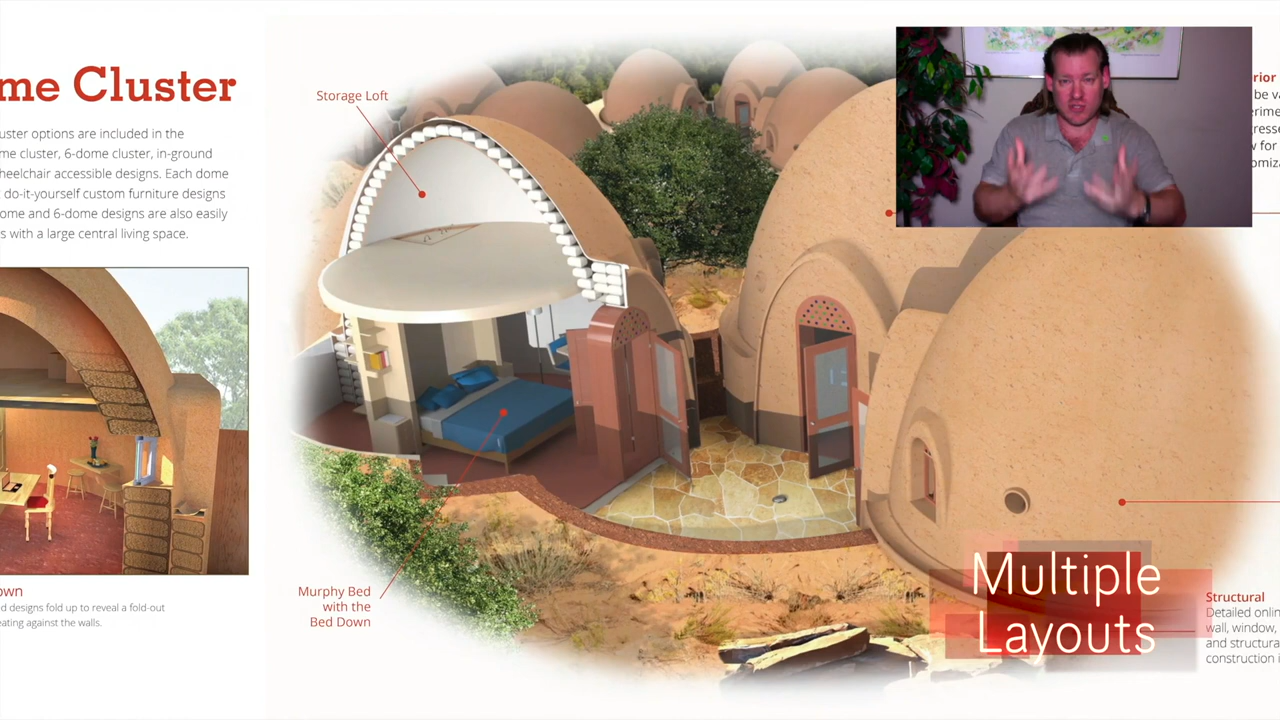 me Cluster
uster options are included in the
me cluster, 6-dome cluster, in-ground
heelchair accessible designs. Each dome
do-it-yourself custom furniture designs
ome and 6-dome designs are also easily
s with a large central living space.
own
d designs fold up to reveal a fold-out
eating against the walls.
Storage Loft
Murphy Bed
with the
Bed Down
rior
be va
erime
gress
w for
omiza
Multiple
Layouts
Structural
Detailed onlin
wall, window,
and structura
construction i